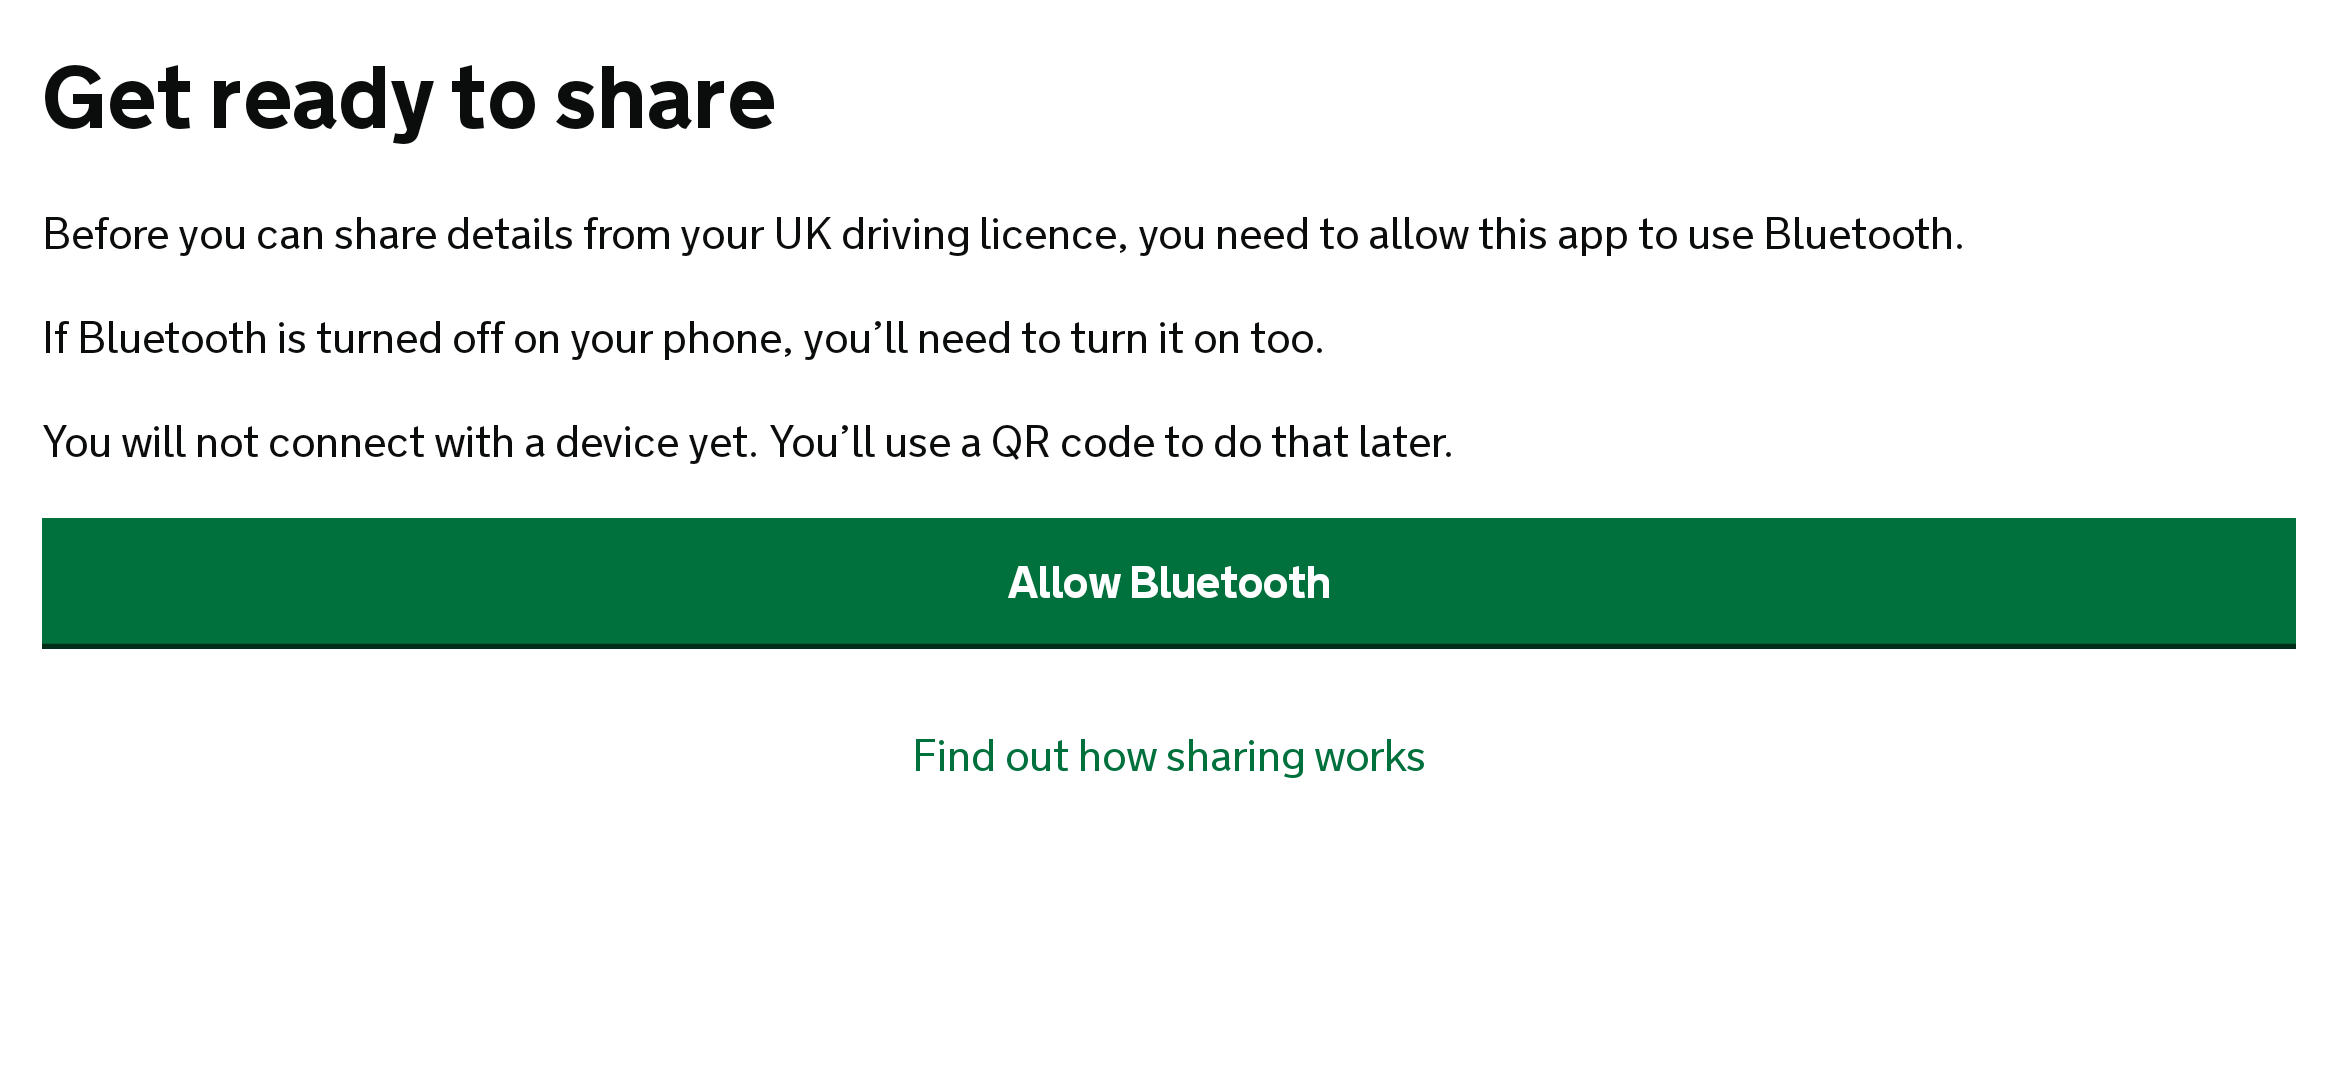 Get ready to share
Before you can share details from your UK driving licence, you need to allow this app to use Bluetooth.
If Bluetooth is turned off on your phone, you’ll need to turn it on too.
You will not connect with a device yet. You’ll use a QR code to do that later.
Allow Bluetooth
Find out how sharing works